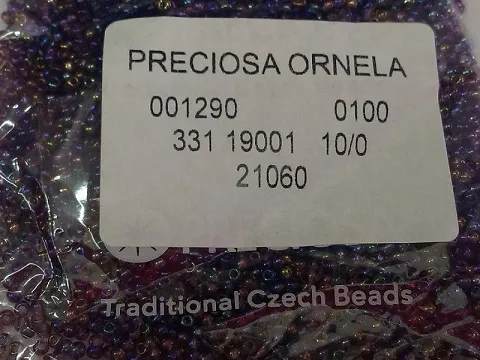 PRECIOSA ORNELA
001290 0100
331 19001 10/0
21060
Traditional Czech Beads